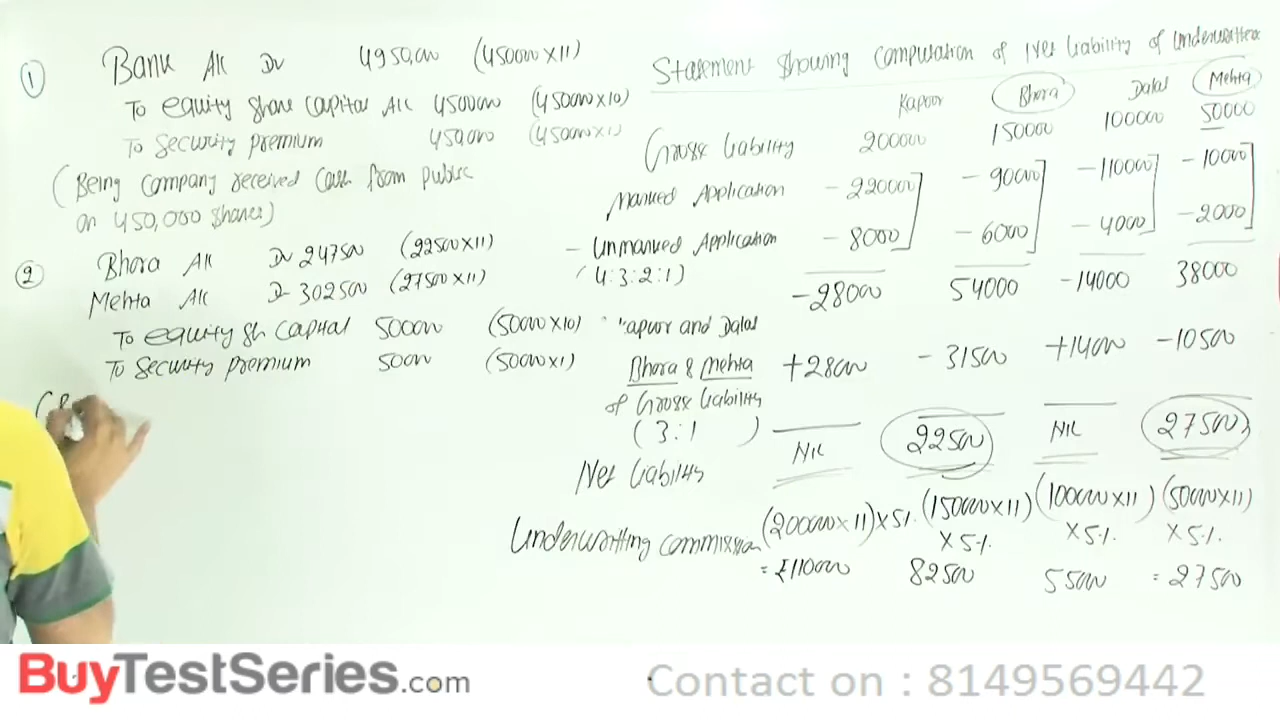 1 Bank A/c Dr 4950,000 (450000×11)
To equity share capital A/c 4500000 (450000×10)
To Security premium 450,000 (450000×1)
(Being Company received cash from public
on 450,000 shares)
2 Bhora A/c Dr 247500 (22500×11)
Mehta A/c Dr 302500 (27500×11)
To equity sh capital 500000 (50000×10)
To Security premium 50000 (50000×1)
(B
Statement showing computation of Net liability of underwriters
Kapoor Bhora Dalal Mehta
Gross liability 200000 150000 100000 50000
Marked Application - 220000 - 90000 - 110000 - 10000
- Unmarked Application - 8000 - 6000 - 4000 - 2000
(4:3:2:1)
-28000 54000 -14000 38000
Kapoor and Dalal
Bhora & Mehta +28000 - 31500 +14000 - 10500
of Gross liability
(3:1)
Net liability NIL 22500 NIL 27500
Underwritting commission (200000×11)×5% (150000×11) (100000×11) (50000×11)
×5% ×5% ×5%
= ₹110000 82500 55000 = 27500
BuyTestSeries.com
Contact on : 8149569442